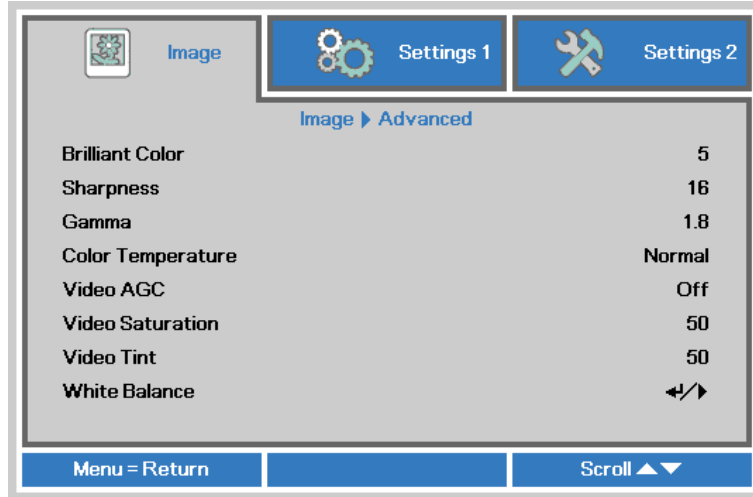 Image Settings 1 Settings 2
Image ▶ Advanced
Brilliant Color 5
Sharpness 16
Gamma 1.8
Color Temperature Normal
Video AGC Off
Video Saturation 50
Video Tint 50
White Balance ↵/▶
Menu = Return Scroll ▲▼